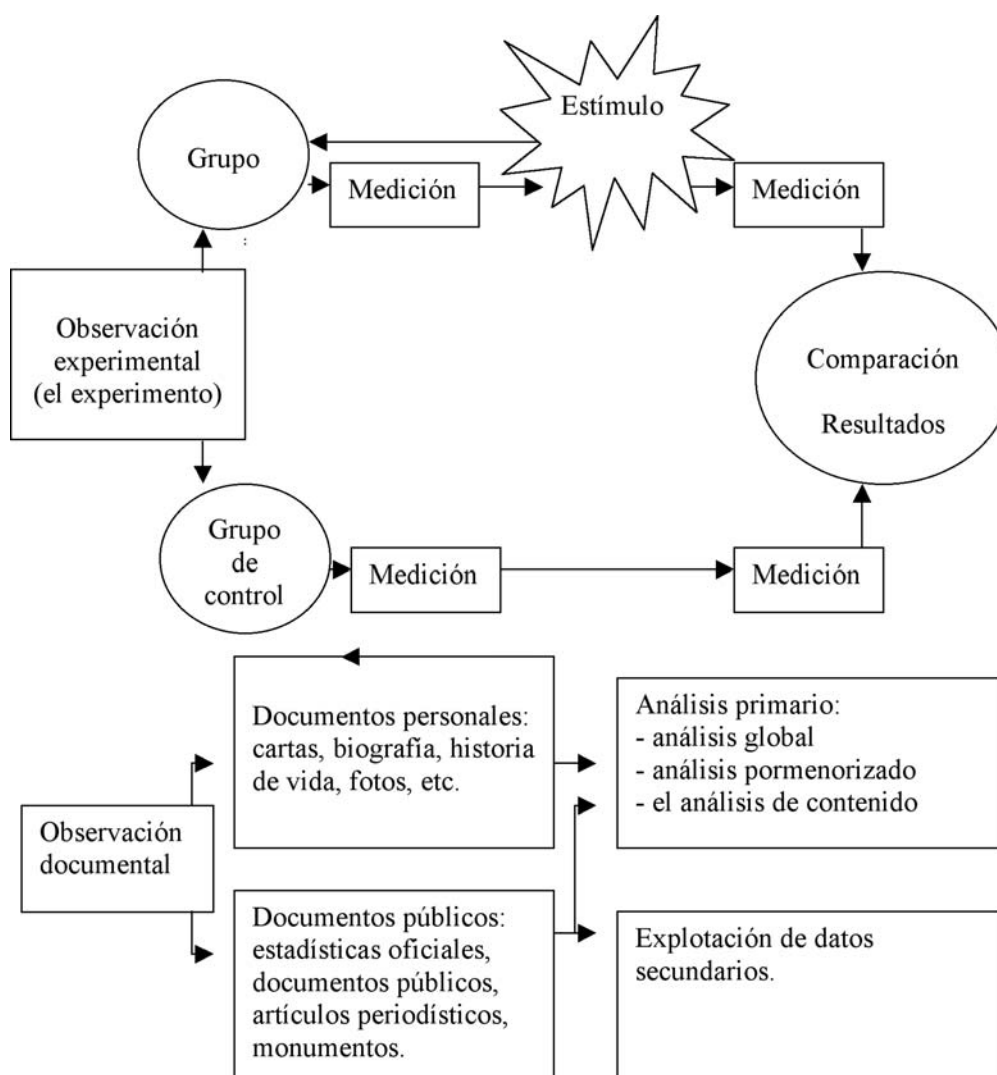 Estímulo
Grupo
Medición
Medición
:
Observación
experimental
(el experimento)
Comparación
Resultados
Grupo
de
control
Medición
Medición
Documentos personales:
cartas, biografía, historia
de vida, fotos, etc.
Análisis primario:
- análisis global
- análisis pormenorizado
- el análisis de contenido
Observación
documental
Documentos públicos:
estadísticas oficiales,
documentos públicos,
artículos periodísticos,
monumentos.
Explotación de datos
secundarios.